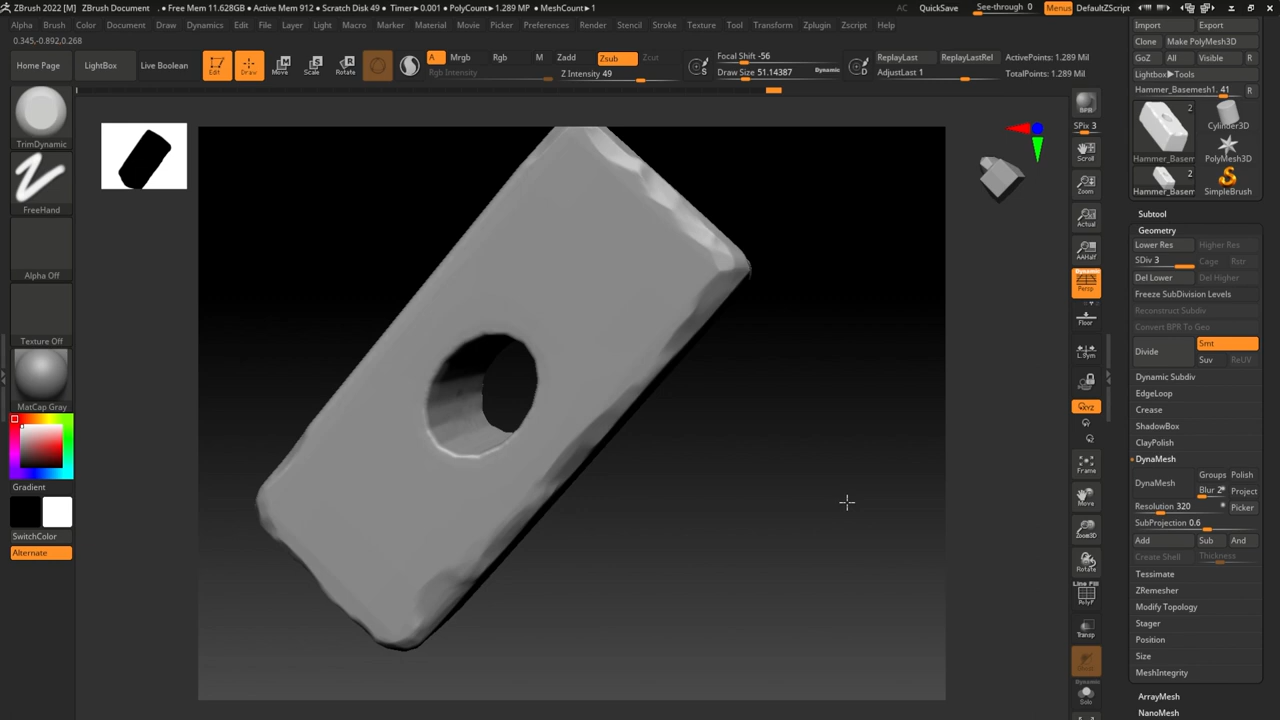 ZBrush 2022 [M] ZBrush Document , ● Free Mem 11.628GB ● Active Mem 912 ● Scratch Disk 49 ● Timer▶0.001 ● PolyCount▶1.289 MP ● MeshCount▶1
AC QuickSave See-through 0 Menus DefaultZScript
Alpha Brush Color Document Draw Dynamics Edit File Layer Light Macro Marker Material Movie Picker Preferences Render Stencil Stroke Texture Tool Transform Zplugin Zscript Help
0.345,-0.892,0.268
Home Page LightBox Live Boolean
Edit Draw Move Scale Rotate
A Mrgb Rgb M Zadd Zsub Zcut
Rgb Intensity Z Intensity 49
S
Focal Shift -56
Draw Size 51.14387 Dynamic
D
ReplayLast ReplayLastRel
AdjustLast 1
ActivePoints: 1.289 Mil
TotalPoints: 1.289 Mil
TrimDynamic
FreeHand
Alpha Off
Texture Off
MatCap Gray
Gradient
SwitchColor
Alternate
BPR
SPix 3
Scroll
Zoom
Actual
AAHalf
Dynamic
Persp
Floor
L.Sym
XYZ
Frame
Move
Zoom3D
Rotate
Line Fill
PolyF
Transp
Dynamic
Solo
Import Export
Clone Make PolyMesh3D
GoZ All Visible R
Lightbox▶Tools
Hammer_Basemesh1. 41 R
2
Cylinder3D
Hammer_Basem PolyMesh3D
2
Hammer_Basem SimpleBrush
Subtool
Geometry
Lower Res Higher Res
SDiv 3 Cage Rstr
Del Lower Del Higher
Freeze SubDivision Levels
Reconstruct Subdiv
Convert BPR To Geo
Divide Smt
Suv ReUV
Dynamic Subdiv
EdgeLoop
Crease
ShadowBox
ClayPolish
DynaMesh
DynaMesh Groups Polish
Blur 2 Project
Resolution 320 Picker
SubProjection 0.6
Add Sub And
Create Shell Thickness
Tessimate
ZRemesher
Modify Topology
Stager
Position
Size
MeshIntegrity
ArrayMesh
NanoMesh